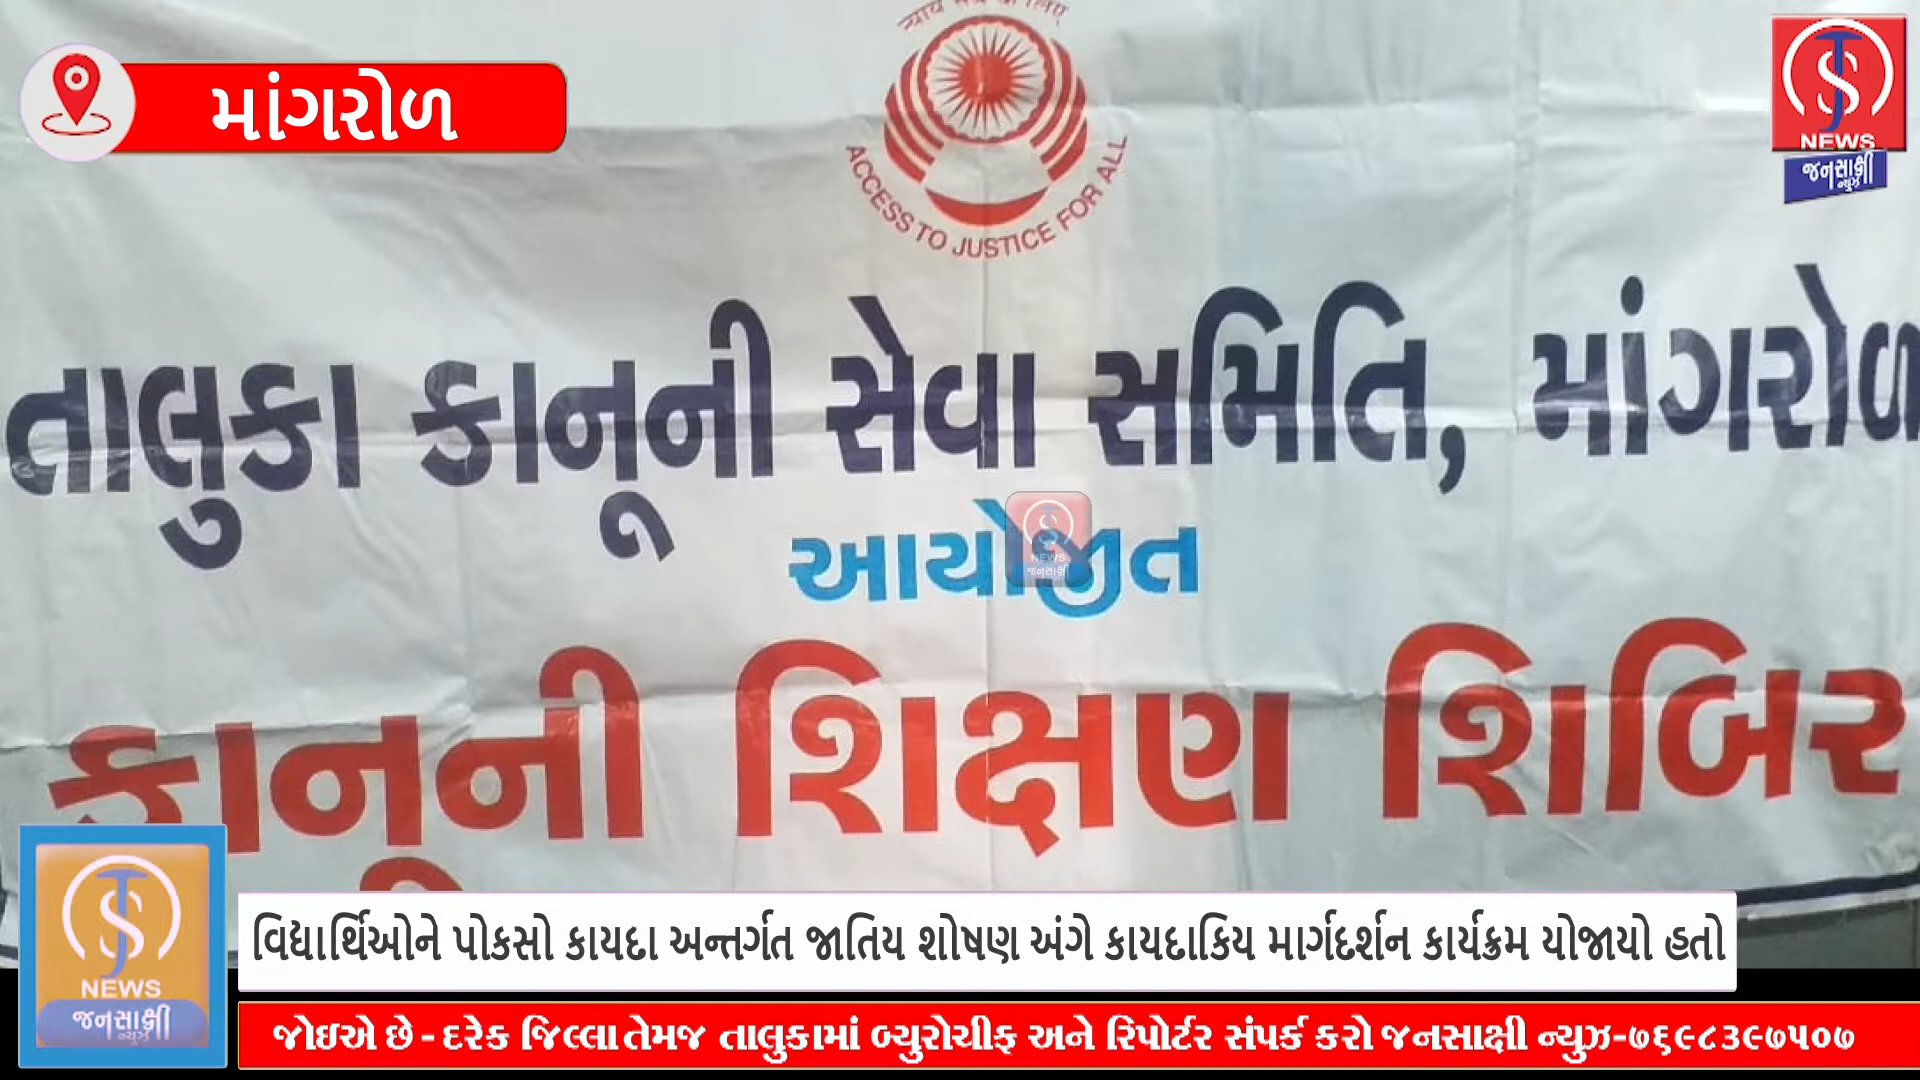 માંગરોળ
ACCESS TO JUSTICE FOR ALL
NEWS
જનસાક્ષી
ન્યુઝ
તાલુકા કાનૂની સેવા સમિતિ, માંગરોળ
આયોજીત
કાનૂની શિક્ષણ શિબિર
NEWS
જનસાક્ષી
ન્યુઝ
વિદ્યાર્થિઓને પોકસો કાયદા અન્તર્ગત જાતિય શોષણ અંગે કાયદાકિય માર્ગદર્શન કાર્યક્રમ યોજાયો હતો
જોઇએ છે - દરેક જિલ્લા તેમજ તાલુકામાં બ્યુરોચીફ અને રિપોર્ટર સંપર્ક કરો જનસાક્ષી ન્યુઝ-૭૬૯૮૩૯૭૫૦૭